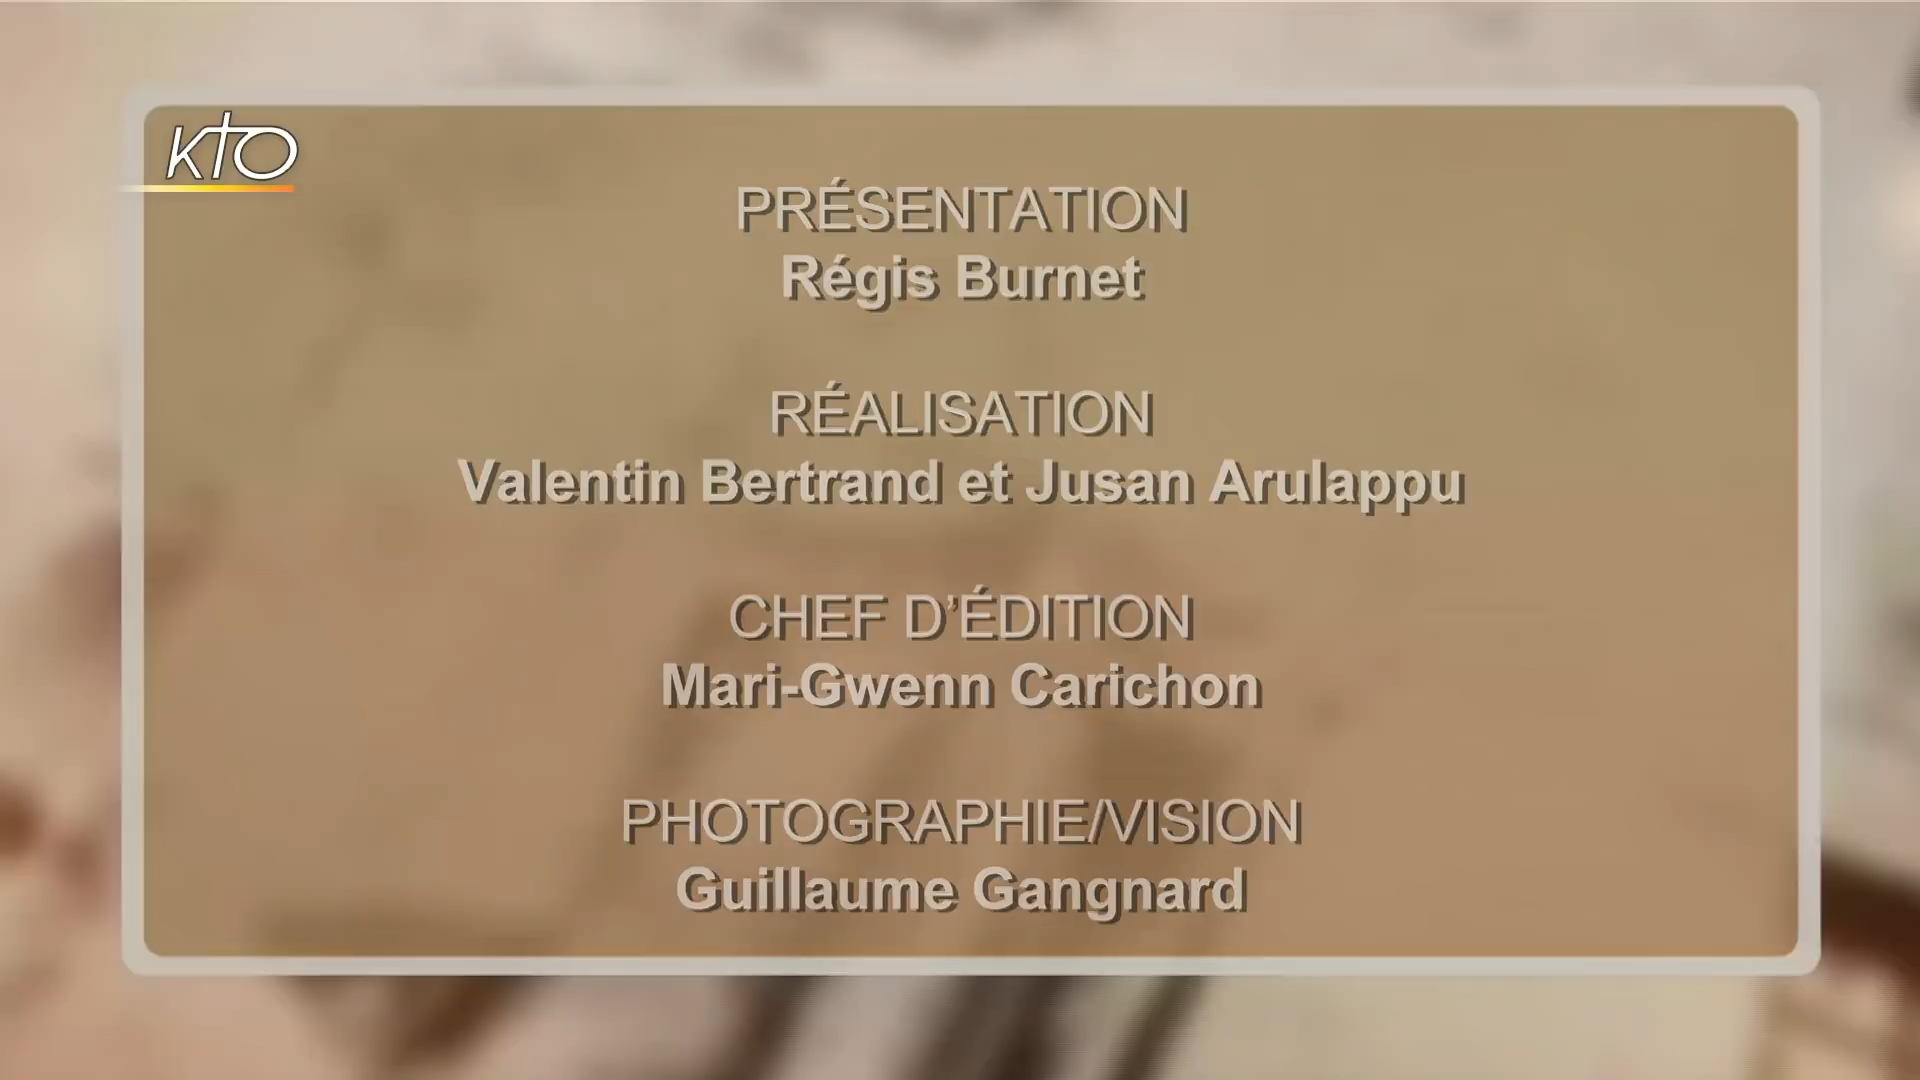 KTO
PRÉSENTATION
Régis Burnet
RÉALISATION
Valentin Bertrand et Jusan Arulappu
CHEF D’ÉDITION
Mari-Gwenn Carichon
PHOTOGRAPHIE/VISION
Guillaume Gangnard